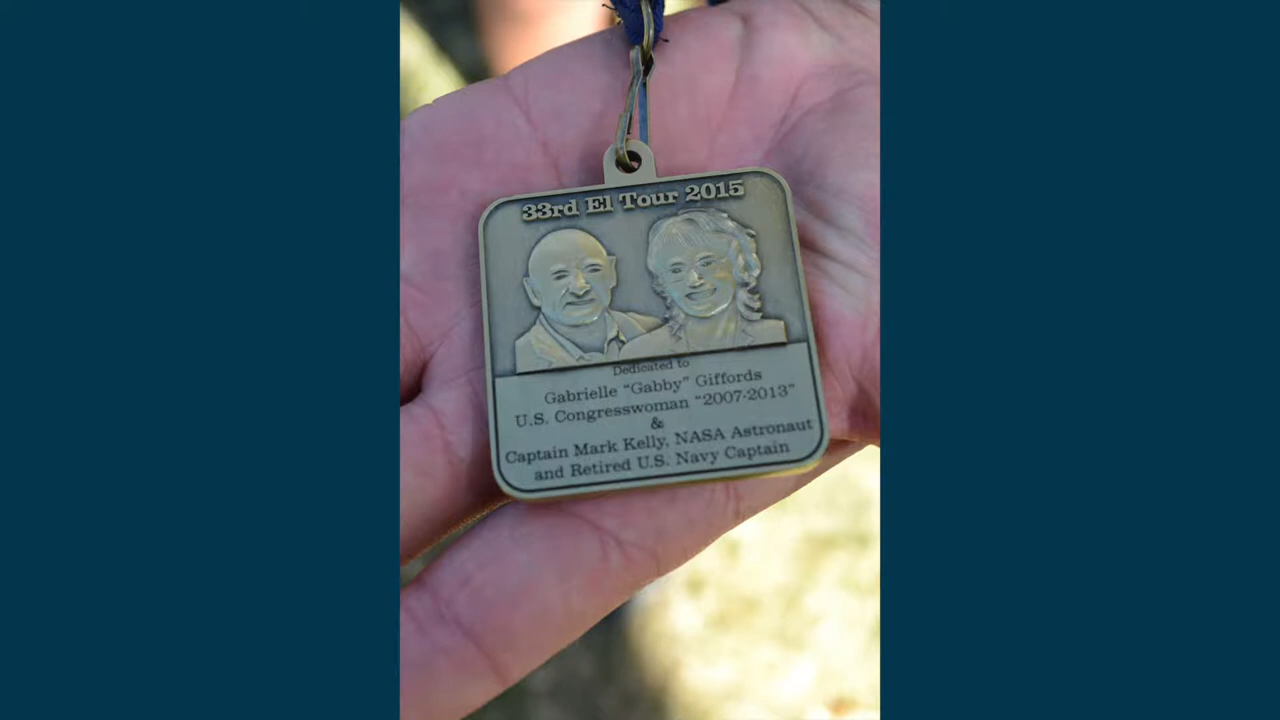 33rd El Tour 2015
Dedicated to
Gabrielle "Gabby" Giffords
U.S. Congresswoman "2007-2013"
&
Captain Mark Kelly, NASA Astronaut
and Retired U.S. Navy Captain